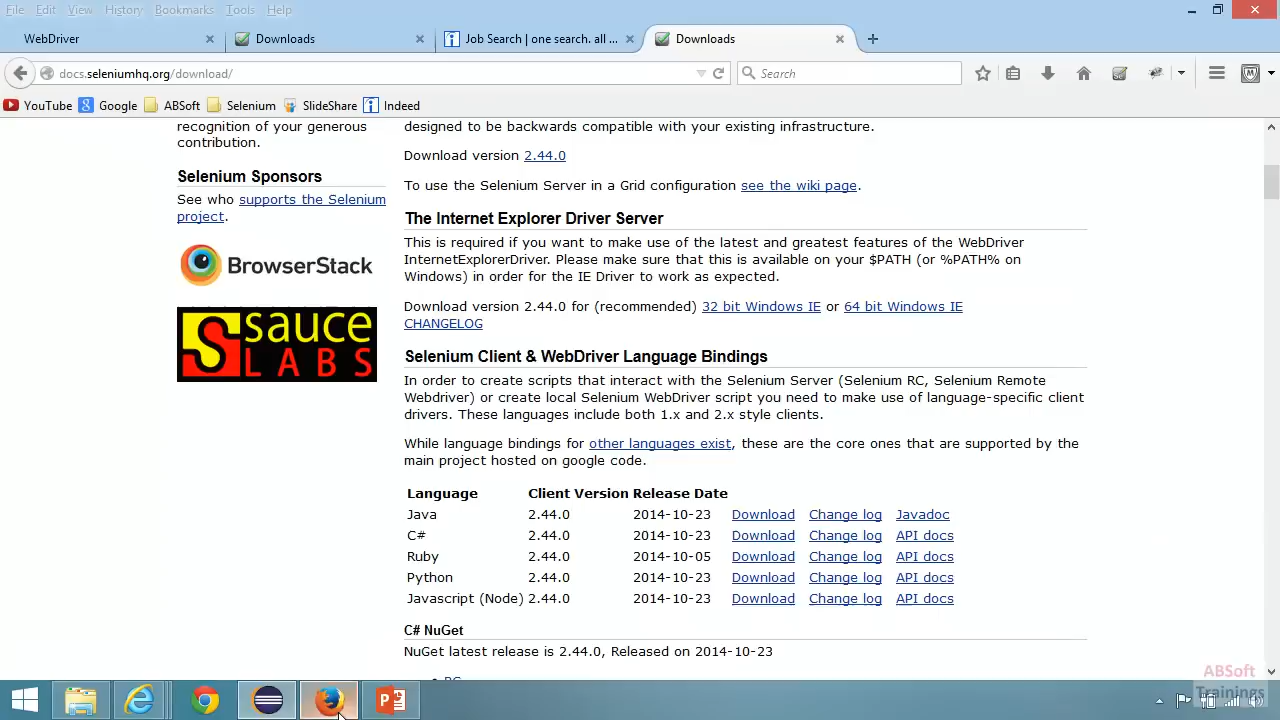 File Edit View History Bookmarks Tools Help
WebDriver Downloads Job Search | one search. all ... Downloads
docs.seleniumhq.org/download/ Search
YouTube Google ABSoft Selenium SlideShare Indeed
recognition of your generous
contribution.
Selenium Sponsors
See who supports the Selenium
project.
BrowserStack
sauce
LABS
designed to be backwards compatible with your existing infrastructure.
Download version 2.44.0
To use the Selenium Server in a Grid configuration see the wiki page.
The Internet Explorer Driver Server
This is required if you want to make use of the latest and greatest features of the WebDriver
InternetExplorerDriver. Please make sure that this is available on your $PATH (or %PATH% on
Windows) in order for the IE Driver to work as expected.
Download version 2.44.0 for (recommended) 32 bit Windows IE or 64 bit Windows IE
CHANGELOG
Selenium Client & WebDriver Language Bindings
In order to create scripts that interact with the Selenium Server (Selenium RC, Selenium Remote
Webdriver) or create local Selenium WebDriver script you need to make use of language-specific client
drivers. These languages include both 1.x and 2.x style clients.
While language bindings for other languages exist, these are the core ones that are supported by the
main project hosted on google code.
Language Client Version Release Date
Java 2.44.0 2014-10-23 Download Change log Javadoc
C# 2.44.0 2014-10-23 Download Change log API docs
Ruby 2.44.0 2014-10-05 Download Change log API docs
Python 2.44.0 2014-10-23 Download Change log API docs
Javascript (Node) 2.44.0 2014-10-23 Download Change log API docs
C# NuGet
NuGet latest release is 2.44.0, Released on 2014-10-23
ABSoft
Trainings